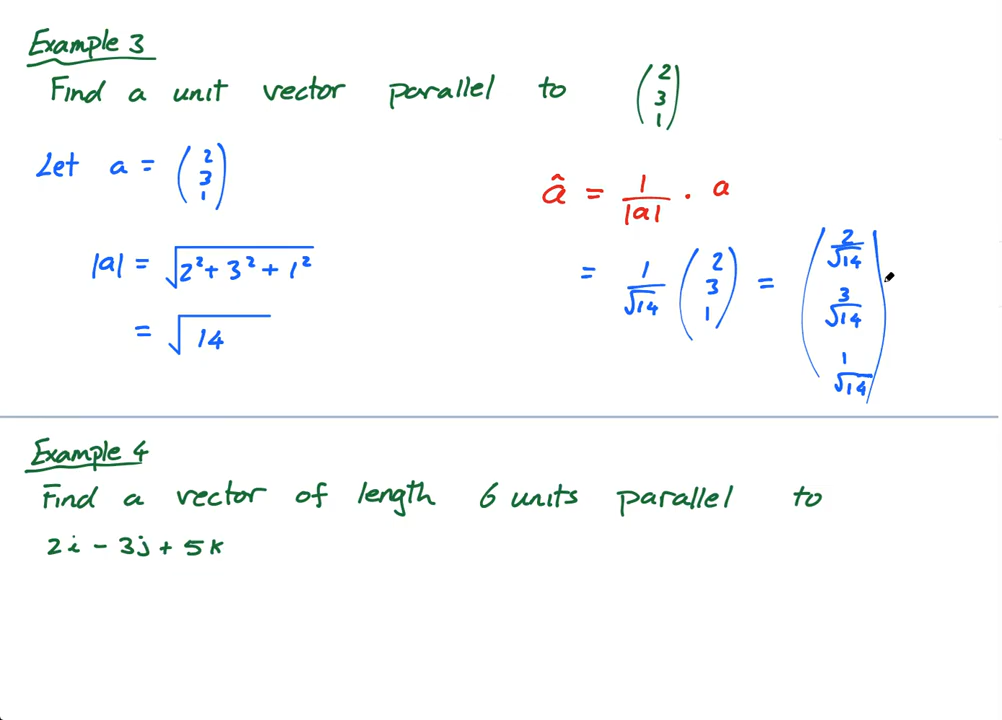 Example 3
Find a unit vector parallel to (2 3 1)
Let a = (2 3 1)
|a| = √2² + 3² + 1²
= √14
â = 1/|a| · a
= 1/√14 (2 3 1) = (2/√14 3/√14 1/√14)
Example 4
Find a vector of length 6 units parallel to
2i - 3j + 5k